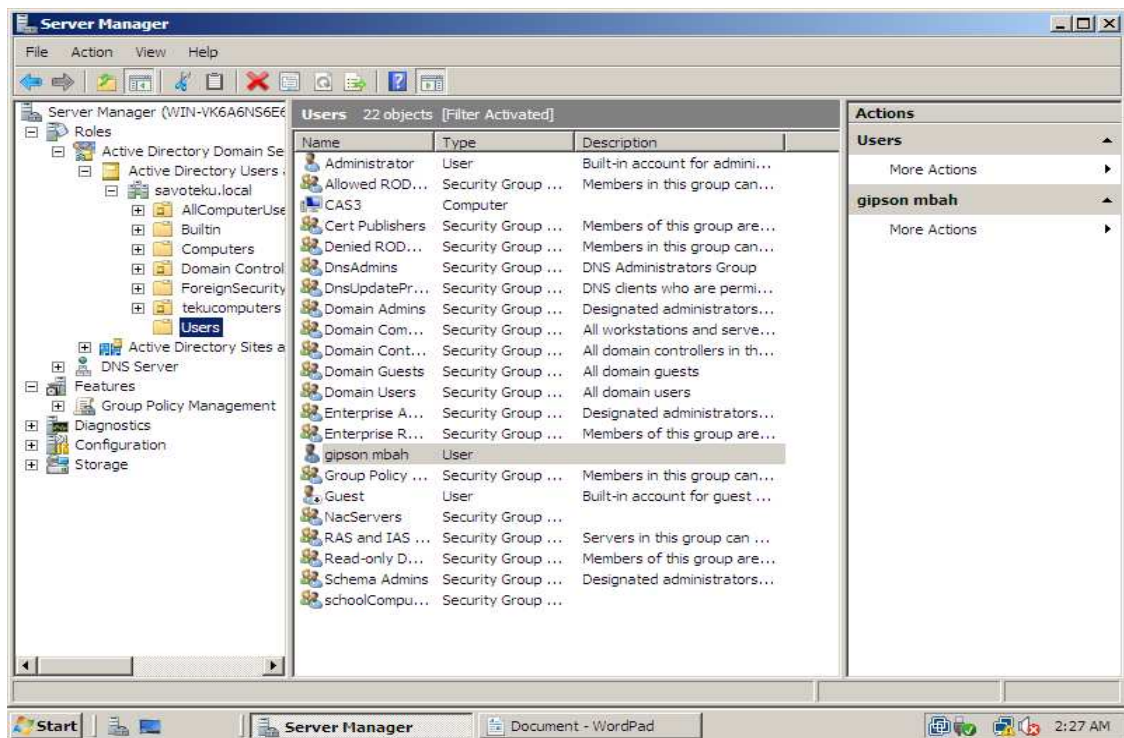 Server Manager
File Action View Help
Server Manager (WIN-VK6A6NS6E6
Roles
Active Directory Domain Se
Active Directory Users
savoteku.local
AllComputerUse
Builtin
Computers
Domain Control
ForeignSecurity
tekucomputers
Users
Active Directory Sites a
DNS Server
Features
Group Policy Management
Diagnostics
Configuration
Storage
Users 22 objects [Filter Activated]
Name Type Description
Administrator User Built-in account for admini...
Allowed ROD... Security Group ... Members in this group can...
CAS3 Computer
Cert Publishers Security Group ... Members of this group are...
Denied ROD... Security Group ... Members in this group can...
DnsAdmins Security Group ... DNS Administrators Group
DnsUpdatePr... Security Group ... DNS clients who are permi...
Domain Admins Security Group ... Designated administrators...
Domain Com... Security Group ... All workstations and serve...
Domain Cont... Security Group ... All domain controllers in th...
Domain Guests Security Group ... All domain guests
Domain Users Security Group ... All domain users
Enterprise A... Security Group ... Designated administrators...
Enterprise R... Security Group ... Members of this group are...
gipson mbah User
Group Policy ... Security Group ... Members in this group can...
Guest User Built-in account for guest ...
NacServers Security Group ...
RAS and IAS ... Security Group ... Servers in this group can ...
Read-only D... Security Group ... Members of this group are...
Schema Admins Security Group ... Designated administrators...
schoolCompu... Security Group ...
Actions
Users
More Actions
gipson mbah
More Actions
Start Server Manager Document - WordPad 2:27 AM